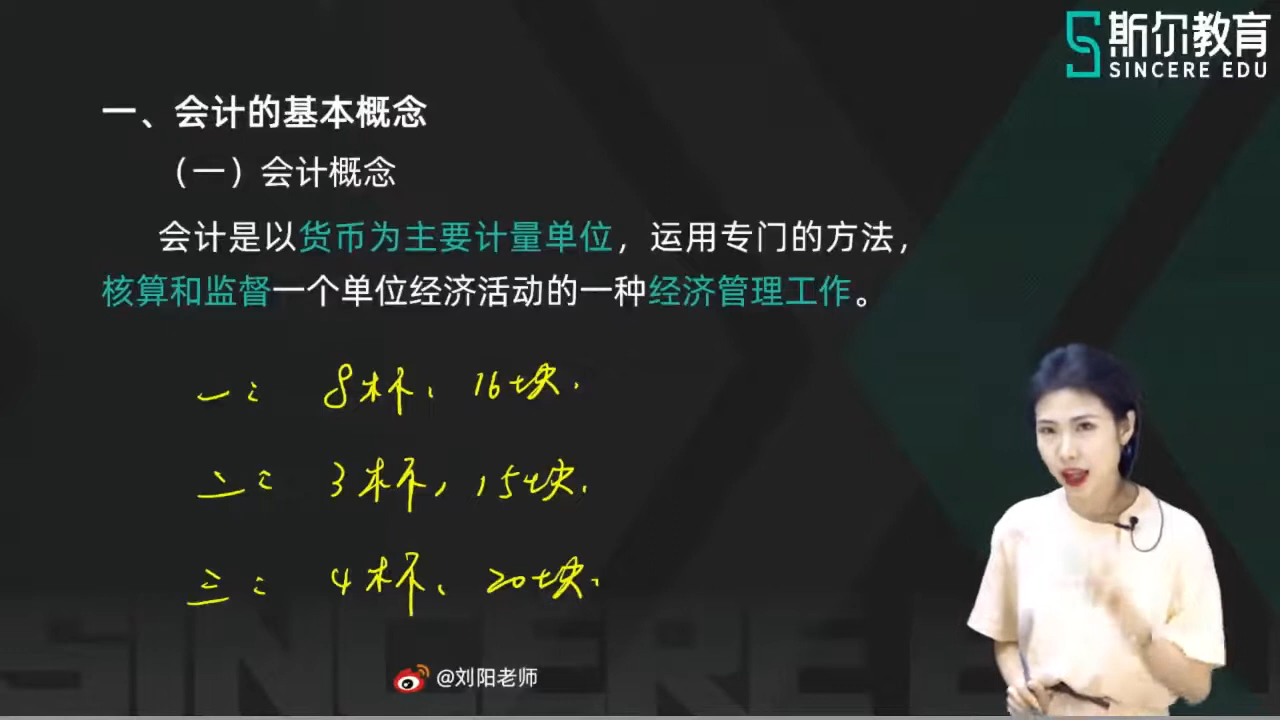 斯尔教育
SINCERE EDU
一、会计的基本概念
（一）会计概念
会计是以货币为主要计量单位，运用专门的方法，
核算和监督一个单位经济活动的一种经济管理工作。
一： 8杯、16块.
二： 3杯, 15块.
三： 4杯、20块.
SINCERE E
@刘阳老师